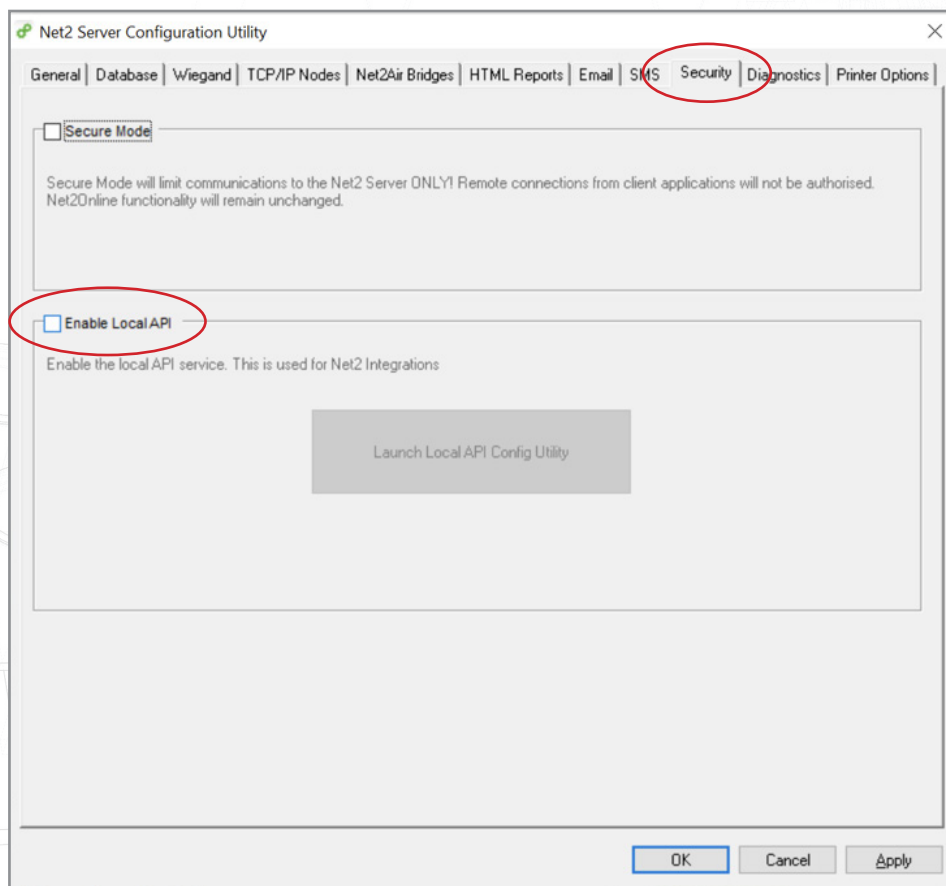 Net2 Server Configuration Utility
General Database Wiegand TCP/IP Nodes Net2Air Bridges HTML Reports Email SMS Security Diagnostics Printer Options
Secure Mode
Secure Mode will limit communications to the Net2 Server ONLY! Remote connections from client applications will not be authorised.
Net2Online functionality will remain unchanged.
Enable Local API
Enable the local API service. This is used for Net2 Integrations
Launch Local API Config Utility
OK Cancel Apply